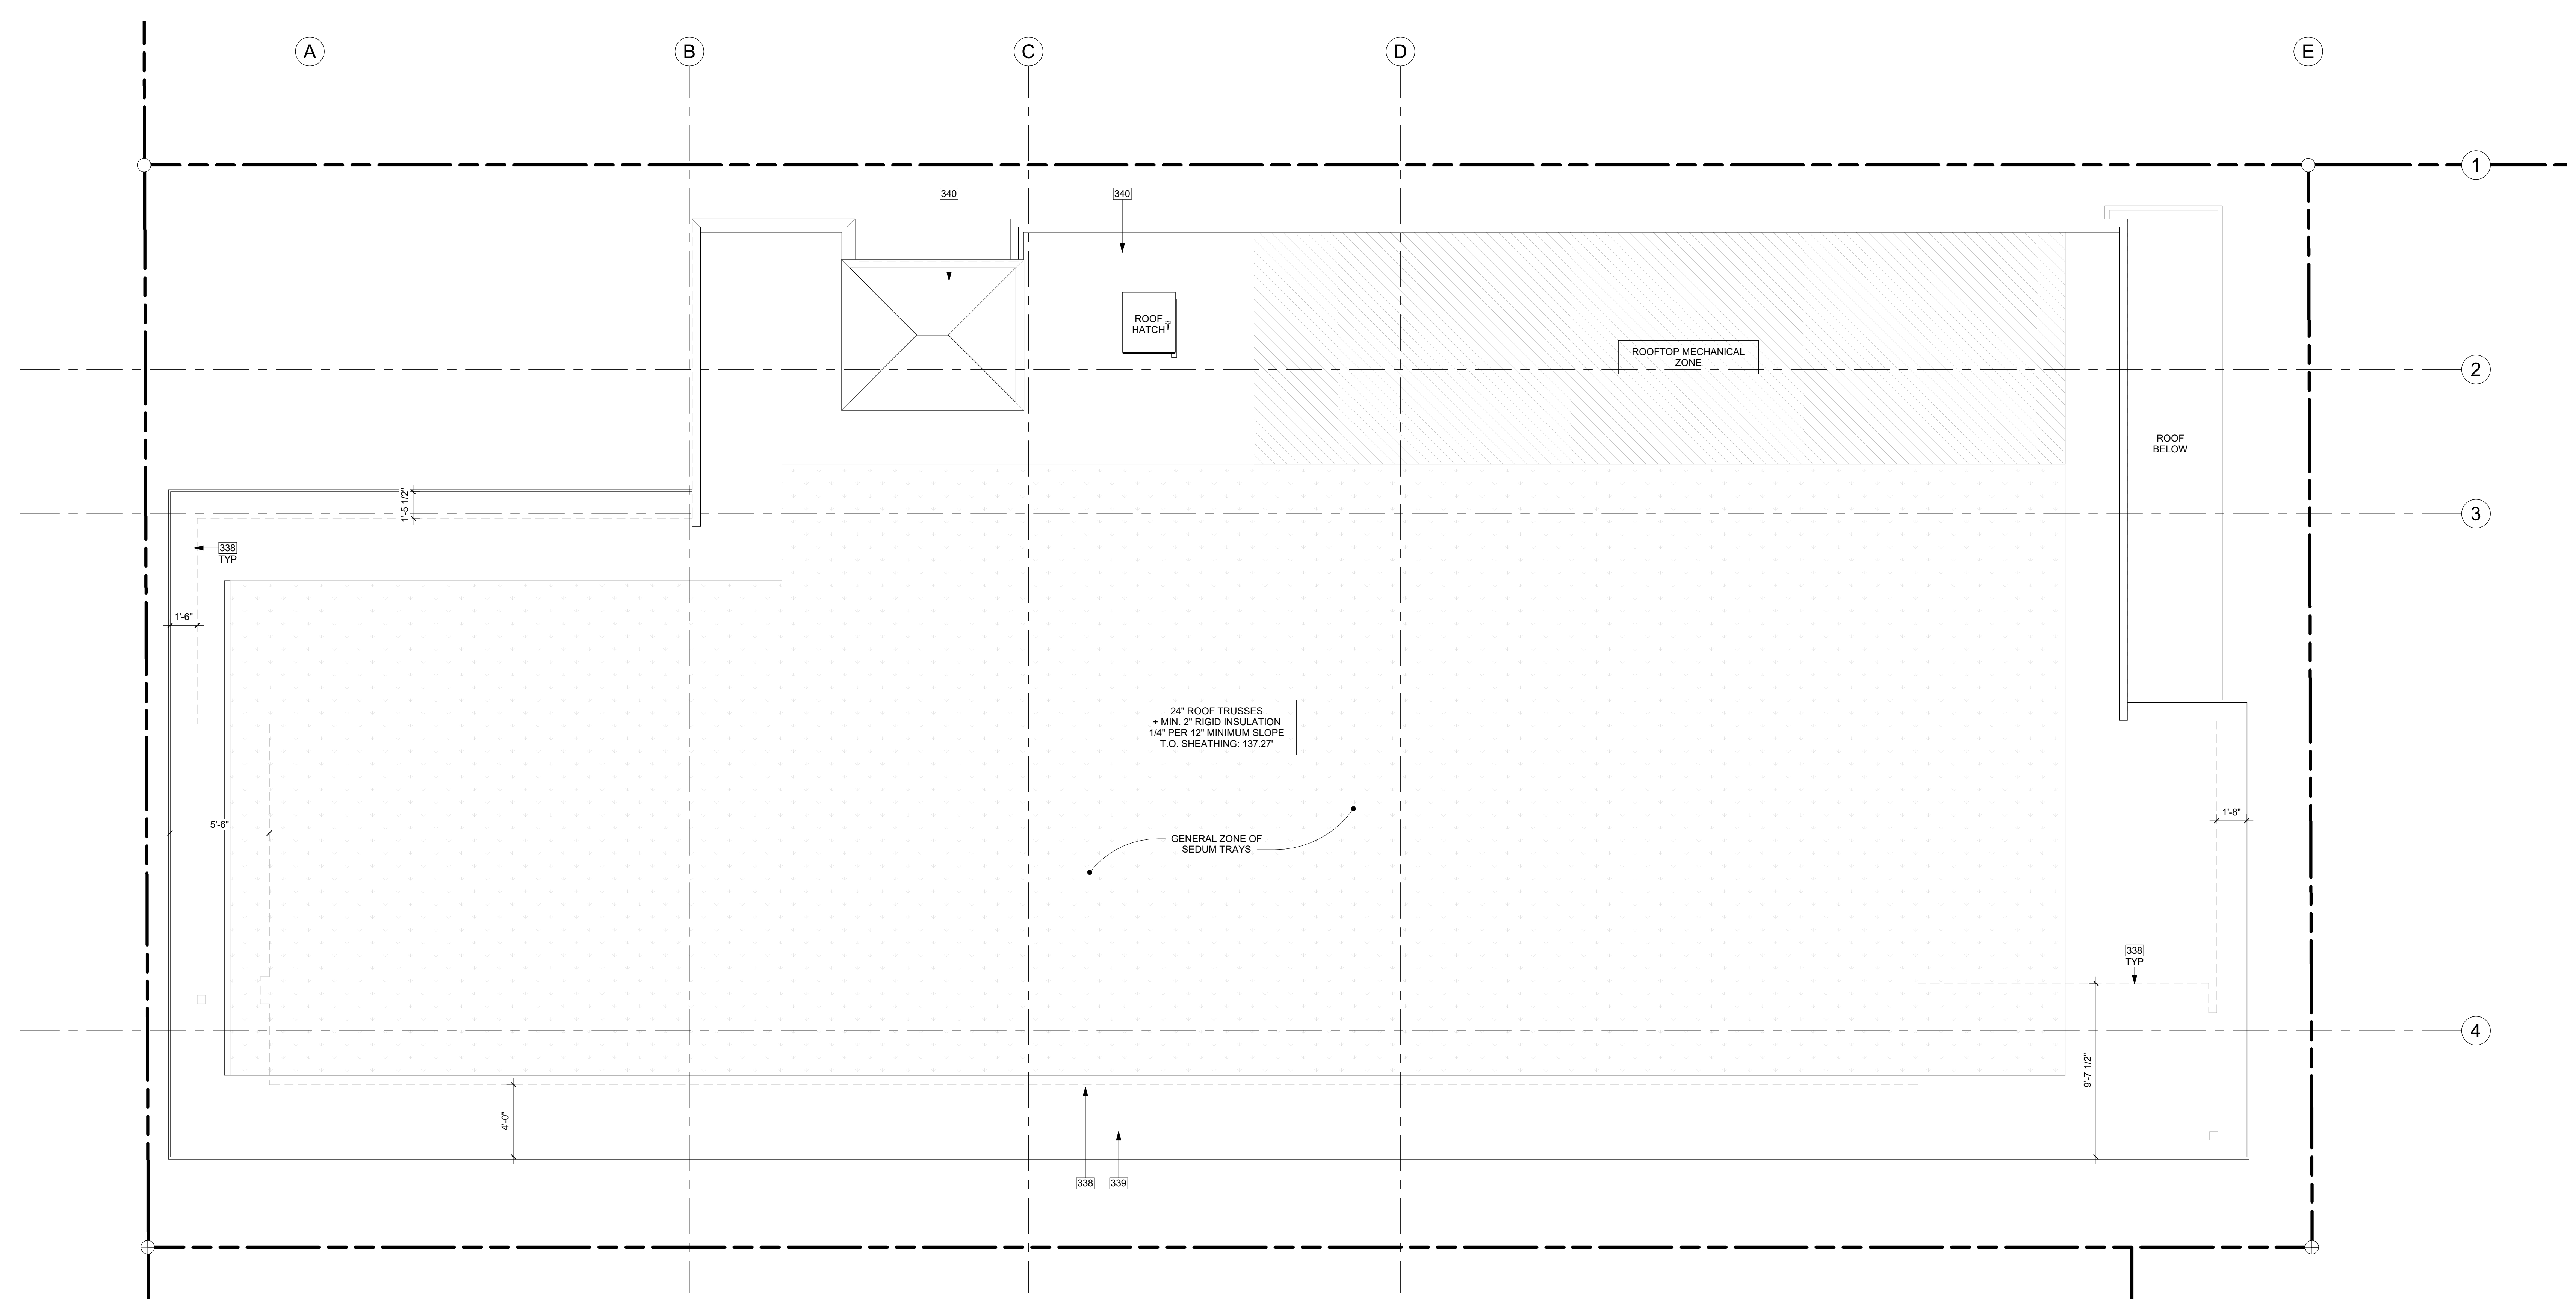 A
B
C
D
E
1
340
340
ROOF
HATCH
ROOFTOP MECHANICAL
ZONE
2
ROOF
BELOW
1'-5 1/2"
3
338
TYP
1'-6"
24" ROOF TRUSSES
+ MIN. 2" RIGID INSULATION
1/4" PER 12" MINIMUM SLOPE
T.O. SHEATHING: 137.27'
5'-6"
1'-8"
GENERAL ZONE OF
SEDUM TRAYS
338
TYP
4
9'-7 1/2"
4'-0"
338
339